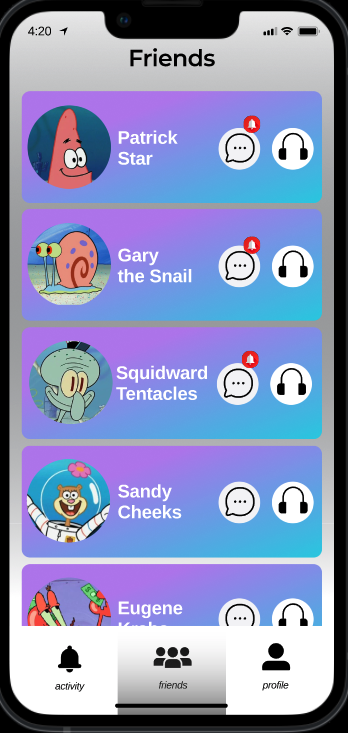 4:20
Friends
Patrick
Star
Gary
the Snail
Squidward
Tentacles
Sandy
Cheeks
Eugene
activity
friends
profile